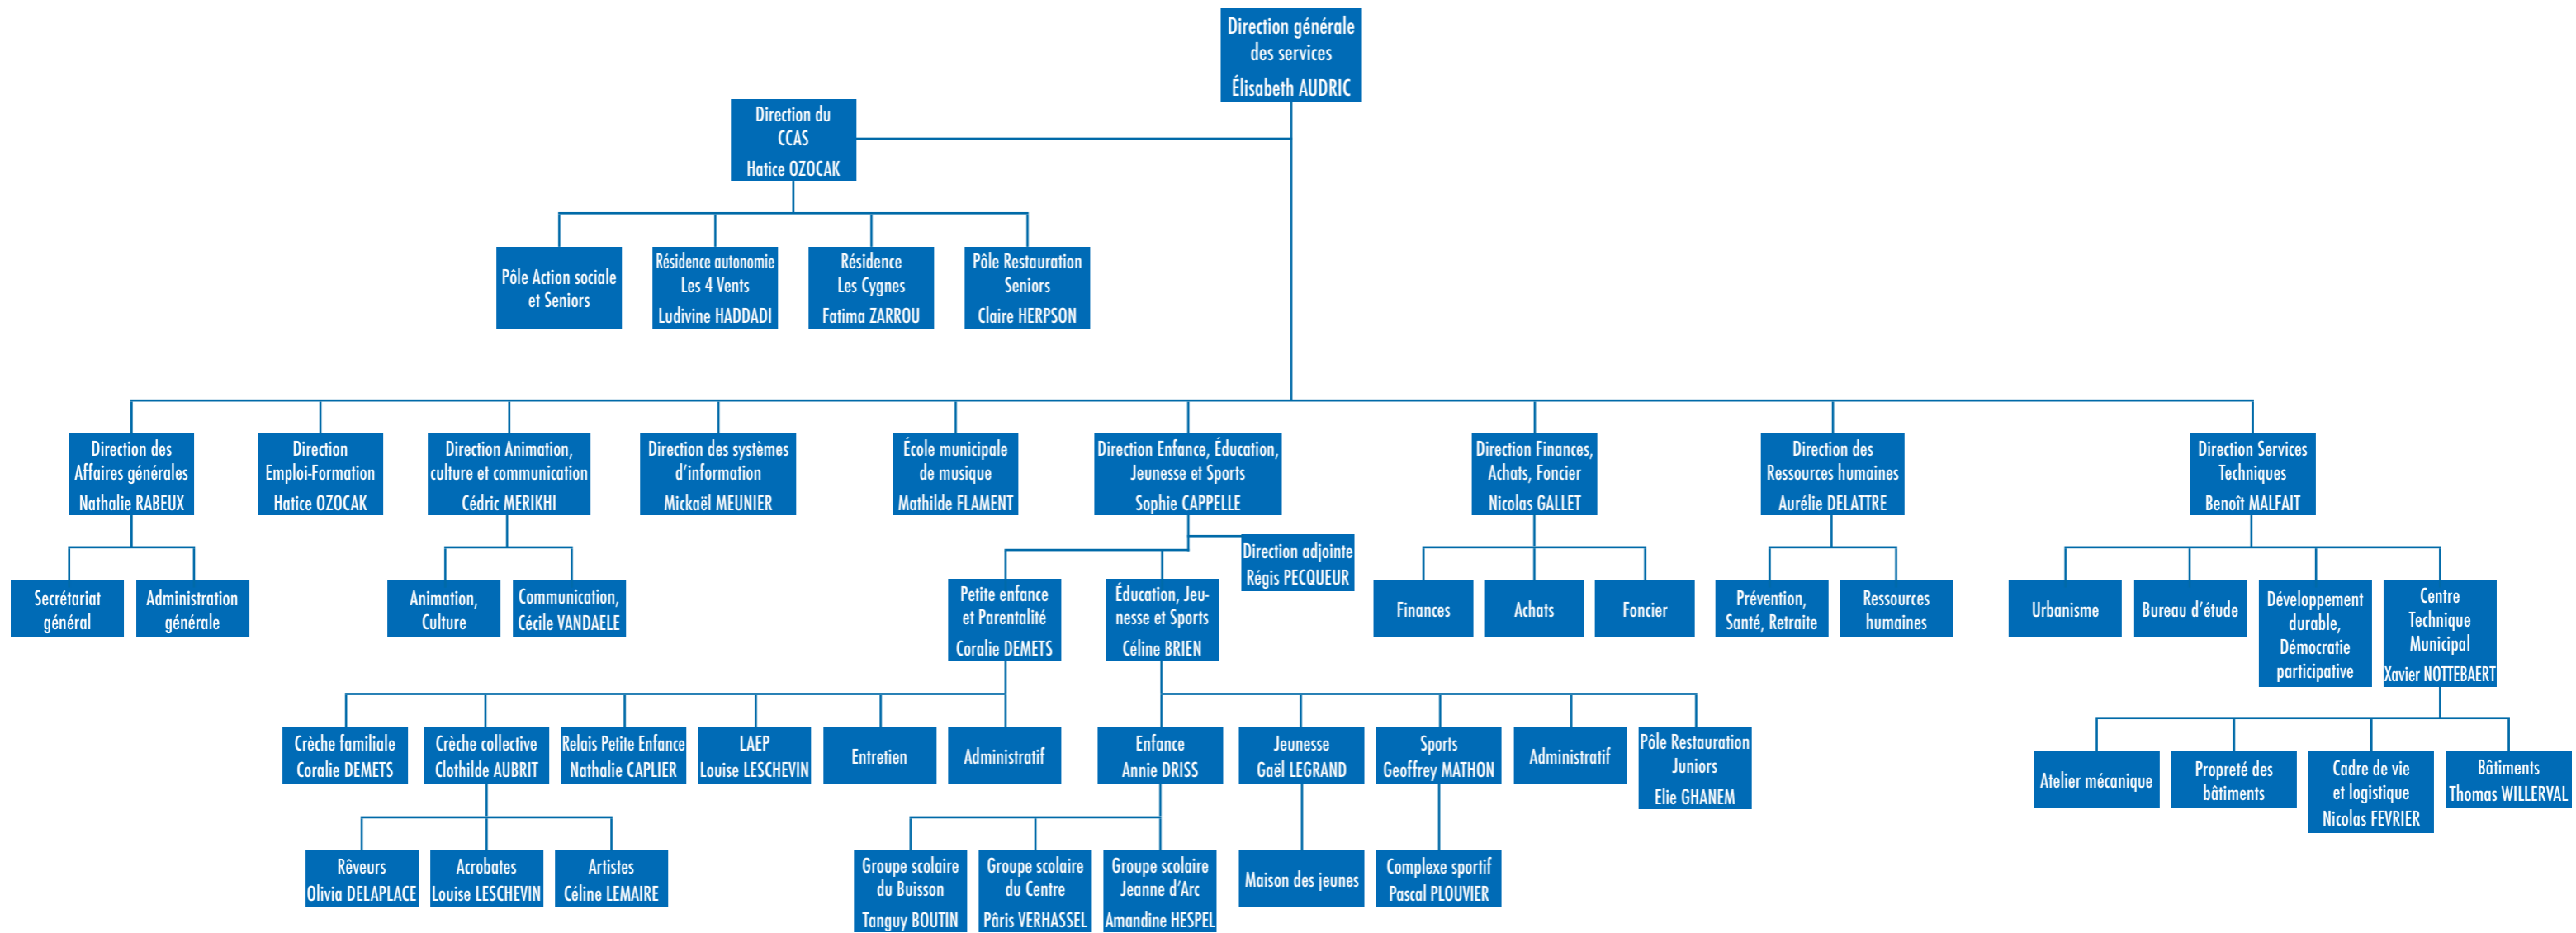 Direction générale
des services
Élisabeth AUDRIC
Direction du
CCAS
Hatice OZOCAK
Pôle Action sociale
et Seniors
Résidence autonomie
Les 4 Vents
Ludivine HADDADI
Résidence
Les Cygnes
Fatima ZARROU
Pôle Restauration
Seniors
Claire HERPSON
Direction des
Affaires générales
Nathalie RABEUX
Direction
Emploi-Formation
Hatice OZOCAK
Direction Animation,
culture et communication
Cédric MERIKHI
Direction des systèmes
d'information
Mickaël MEUNIER
École municipale
de musique
Mathilde FLAMENT
Direction Enfance, Éducation,
Jeunesse et Sports
Sophie CAPPELLE
Direction Finances,
Achats, Foncier
Nicolas GALLET
Direction des
Ressources humaines
Aurélie DELATTRE
Direction Services
Techniques
Benoît MALFAIT
Direction adjointe
Régis PECQUEUR
Secrétariat
général
Administration
générale
Animation,
Culture
Communication,
Cécile VANDAELE
Petite enfance
et Parentalité
Coralie DEMETS
Éducation, Jeu-
nesse et Sports
Céline BRIEN
Finances
Achats
Foncier
Prévention,
Santé, Retraite
Ressources
humaines
Urbanisme
Bureau d'étude
Développement
durable,
Démocratie
participative
Centre
Technique
Municipal
Xavier NOTTEBAERT
Crèche familiale
Coralie DEMETS
Crèche collective
Clothilde AUBRIT
Relais Petite Enfance
Nathalie CAPLIER
LAEP
Louise LESCHEVIN
Entretien
Administratif
Enfance
Annie DRISS
Jeunesse
Gaël LEGRAND
Sports
Geoffrey MATHON
Administratif
Pôle Restauration
Juniors
Elie GHANEM
Atelier mécanique
Propreté des
bâtiments
Cadre de vie
et logistique
Nicolas FEVRIER
Bâtiments
Thomas WILLERVAL
Rêveurs
Olivia DELAPLACE
Acrobates
Louise LESCHEVIN
Artistes
Céline LEMAIRE
Groupe scolaire
du Buisson
Tanguy BOUTIN
Groupe scolaire
du Centre
Pâris VERHASSEL
Groupe scolaire
Jeanne d'Arc
Amandine HESPEL
Maison des jeunes
Complexe sportif
Pascal PLOUVIER